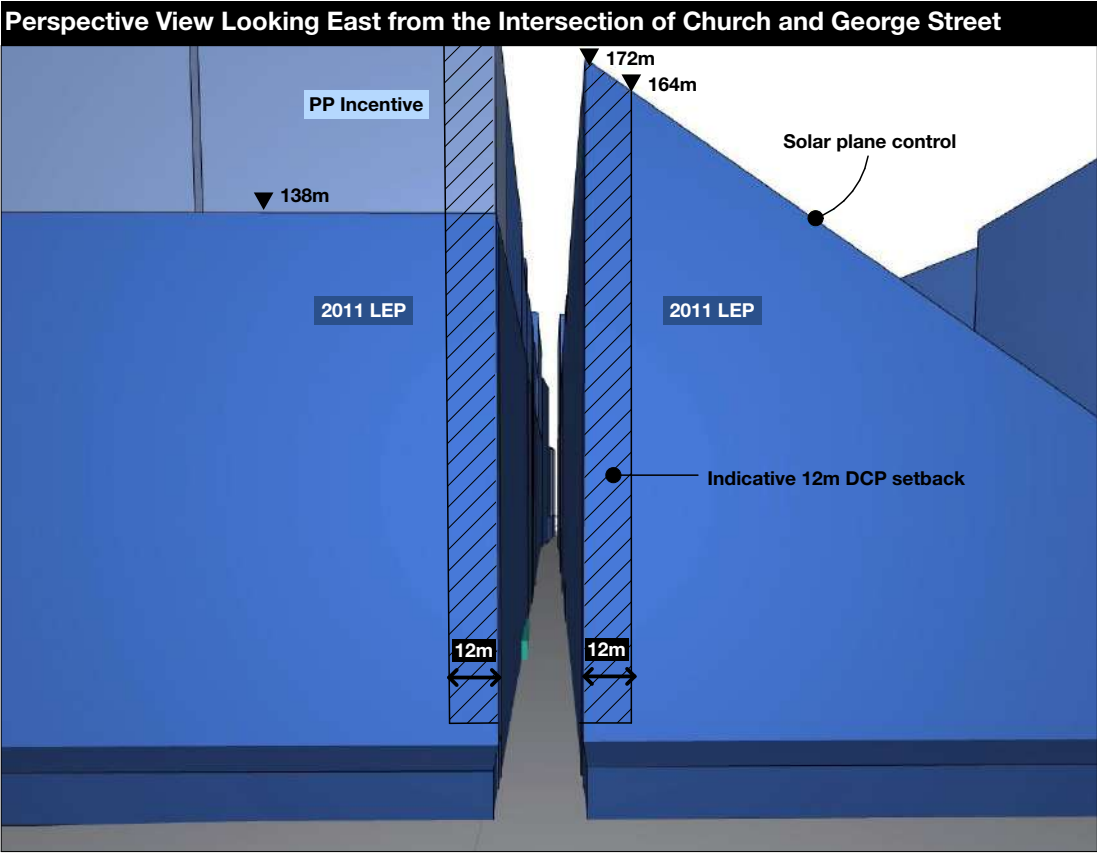 Perspective View Looking East from the Intersection of Church and George Street
172m
164m
PP Incentive
Solar plane control
138m
2011 LEP
2011 LEP
Indicative 12m DCP setback
12m
12m